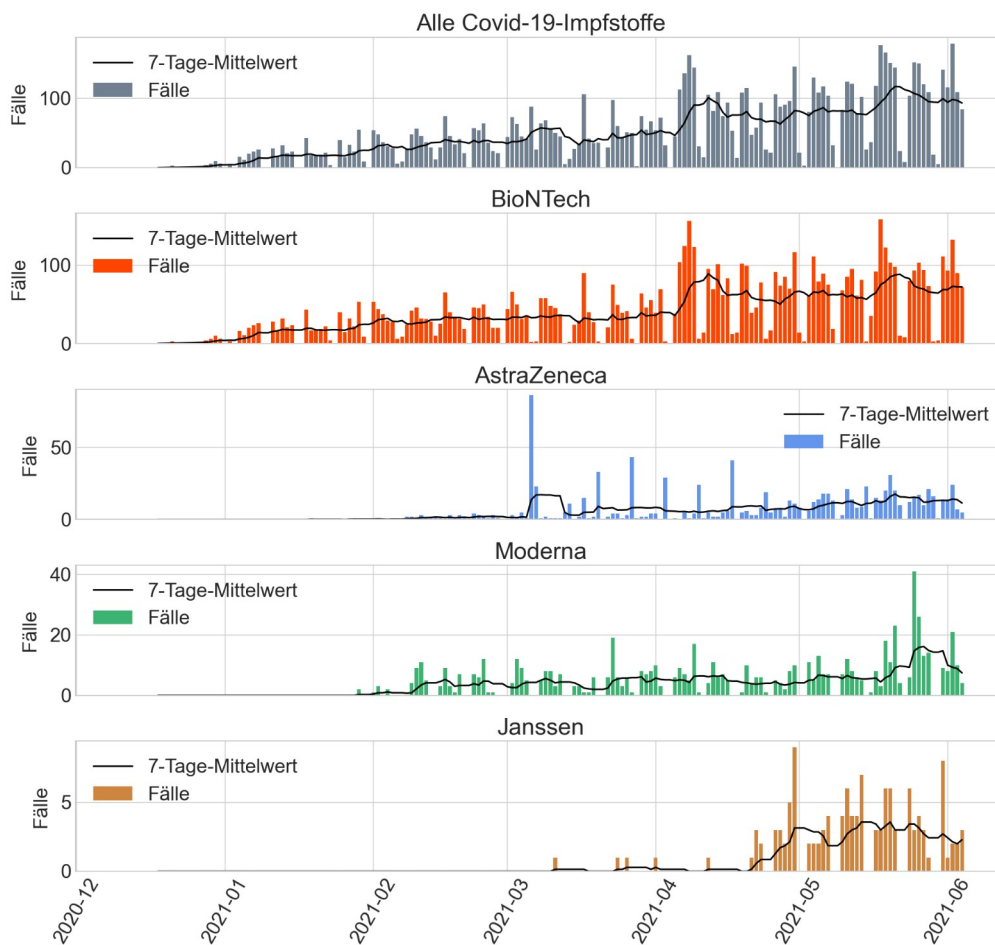 Alle Covid-19-Impfstoffe
7-Tage-Mittelwert
Fälle
Fälle
100
0
BioNTech
7-Tage-Mittelwert
Fälle
Fälle
100
0
AstraZeneca
7-Tage-Mittelwert
Fälle
Fälle
50
0
Moderna
7-Tage-Mittelwert
Fälle
Fälle
40
20
0
Janssen
7-Tage-Mittelwert
Fälle
Fälle
5
0
2020-12
2021-01
2021-02
2021-03
2021-04
2021-05
2021-06